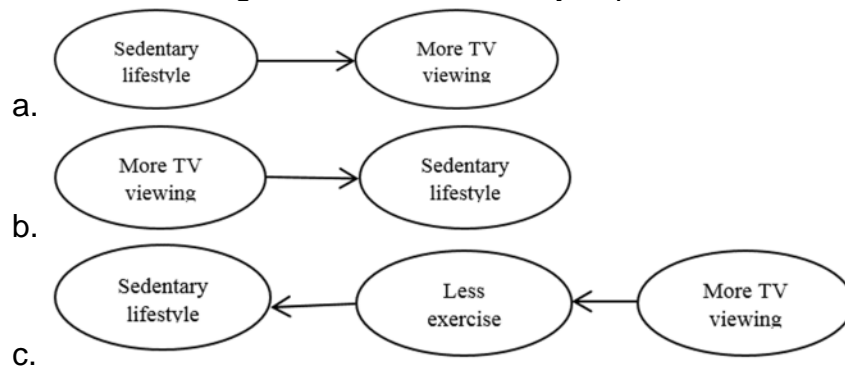 Sedentary
lifestyle
More TV
viewing
a.
More TV
viewing
Sedentary
lifestyle
b.
Sedentary
lifestyle
Less
exercise
More TV
viewing
c.